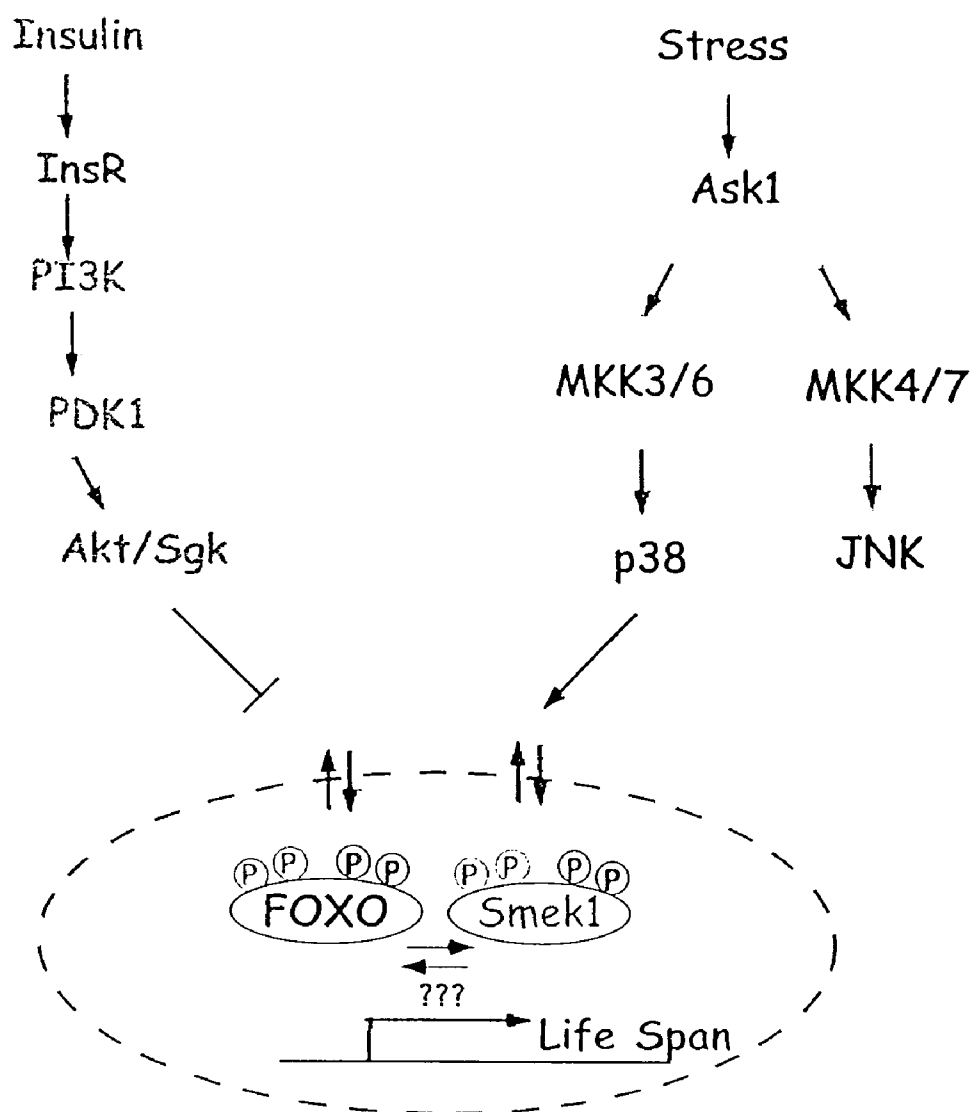 Insulin
Stress
InsR
Ask1
PI3K
MKK3/6
MKK4/7
PDK1
Akt/Sgk
p38
JNK
P P P P P P P P
FOXO
Smek1
???
Life Span